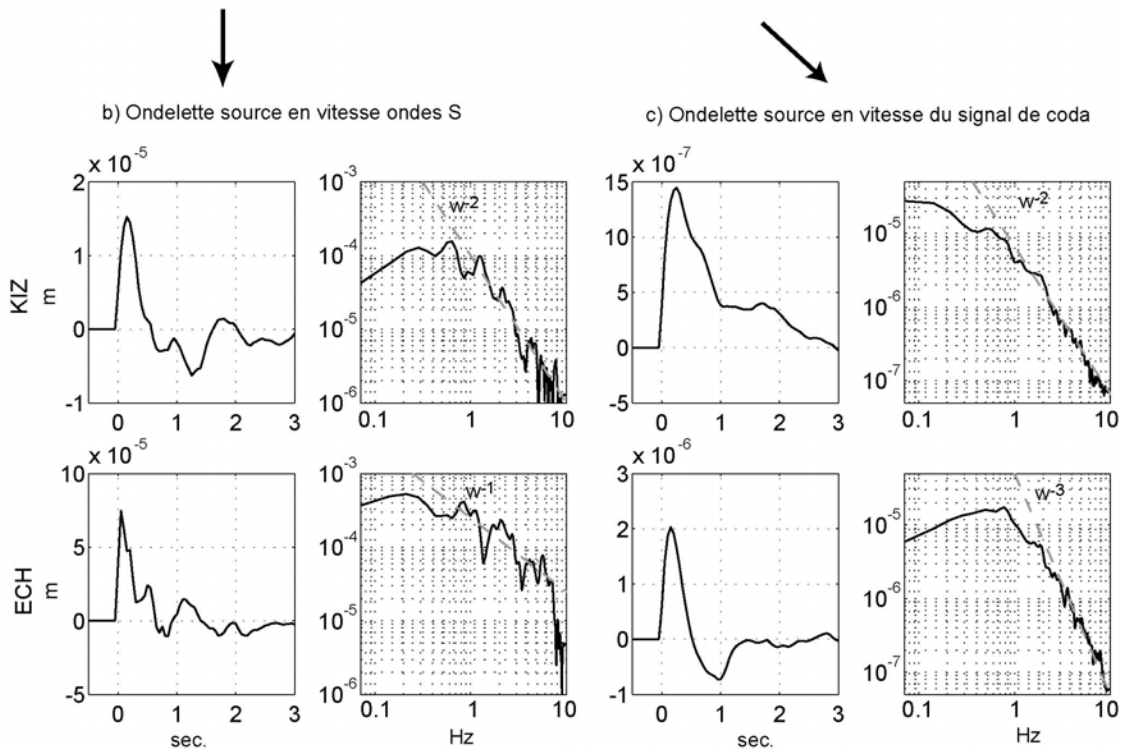 b) Ondelette source en vitesse ondes S
c) Ondelette source en vitesse du signal de coda
x 10⁻⁵
KIZ
m
2
1
0
-1
0 1 2 3
10⁻³
10⁻⁴
10⁻⁵
10⁻⁶
w⁻²
0.1 1 10
x 10⁻⁷
15
10
5
0
-5
0 1 2 3
10⁻⁵
10⁻⁶
10⁻⁷
w⁻²
0.1 1 10
x 10⁻⁵
ECH
m
10
5
0
-5
0 1 2 3
sec.
10⁻³
10⁻⁴
10⁻⁵
10⁻⁶
w⁻¹
0.1 1 10
Hz
x 10⁻⁶
3
2
1
0
-1
0 1 2 3
sec.
10⁻⁵
10⁻⁶
10⁻⁷
w⁻³
0.1 1 10
Hz